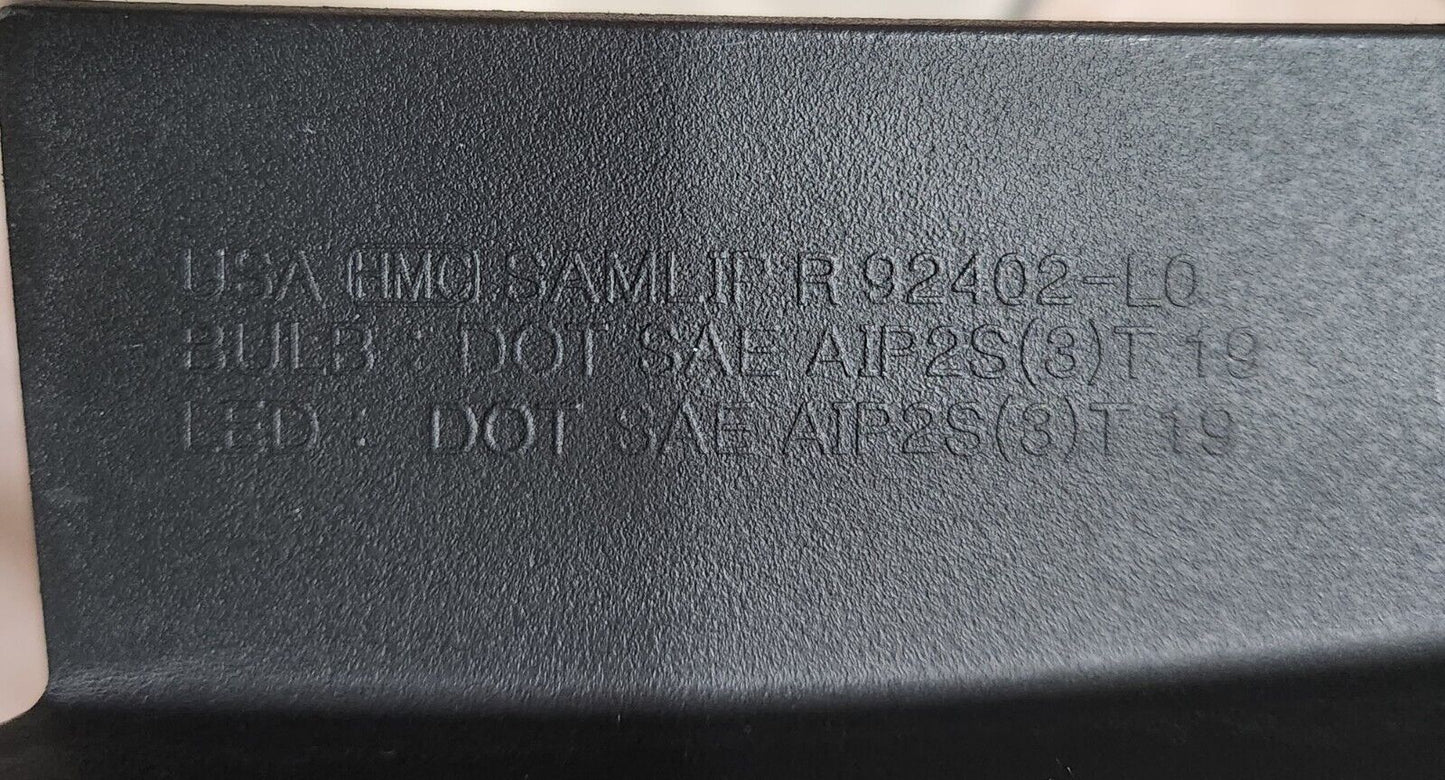 USA HMC SAMLIP R 92402-L0
BULB : DOT SAE AIP2S(3)T 19
LED : DOT SAE AIP2S(3)T 19